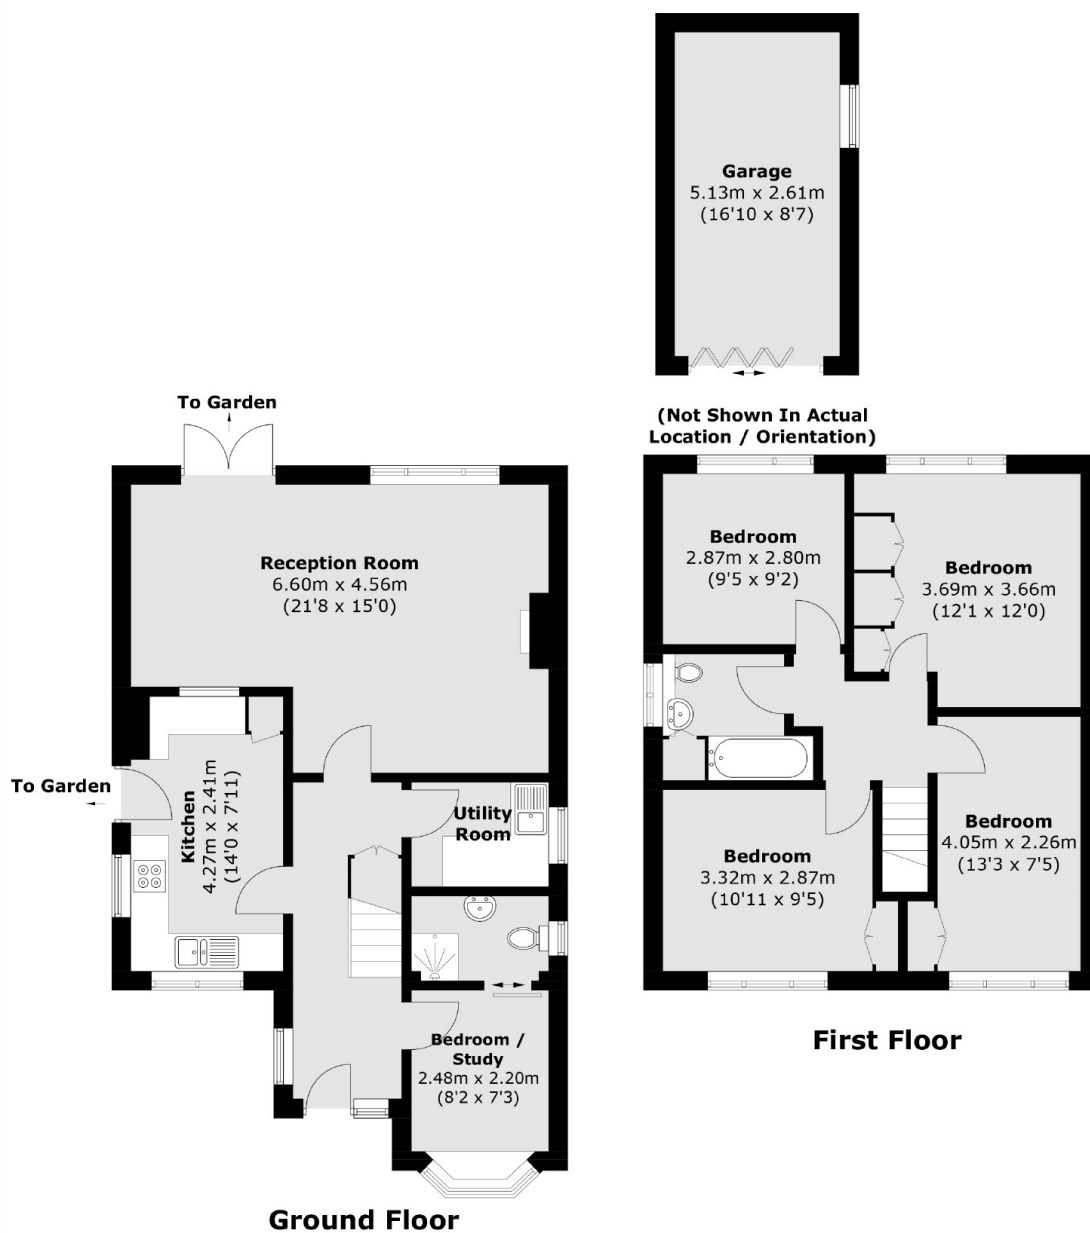 Garage
5.13m x 2.61m
(16'10 x 8'7)
(Not Shown In Actual
Location / Orientation)
To Garden
Reception Room
6.60m x 4.56m
(21'8 x 15'0)
To Garden
Kitchen
4.27m x 2.41m
(14'0 x 7'11)
Utility
Room
Bedroom /
Study
2.48m x 2.20m
(8'2 x 7'3)
Ground Floor
Bedroom
2.87m x 2.80m
(9'5 x 9'2)
Bedroom
3.69m x 3.66m
(12'1 x 12'0)
Bedroom
3.32m x 2.87m
(10'11 x 9'5)
Bedroom
4.05m x 2.26m
(13'3 x 7'5)
First Floor